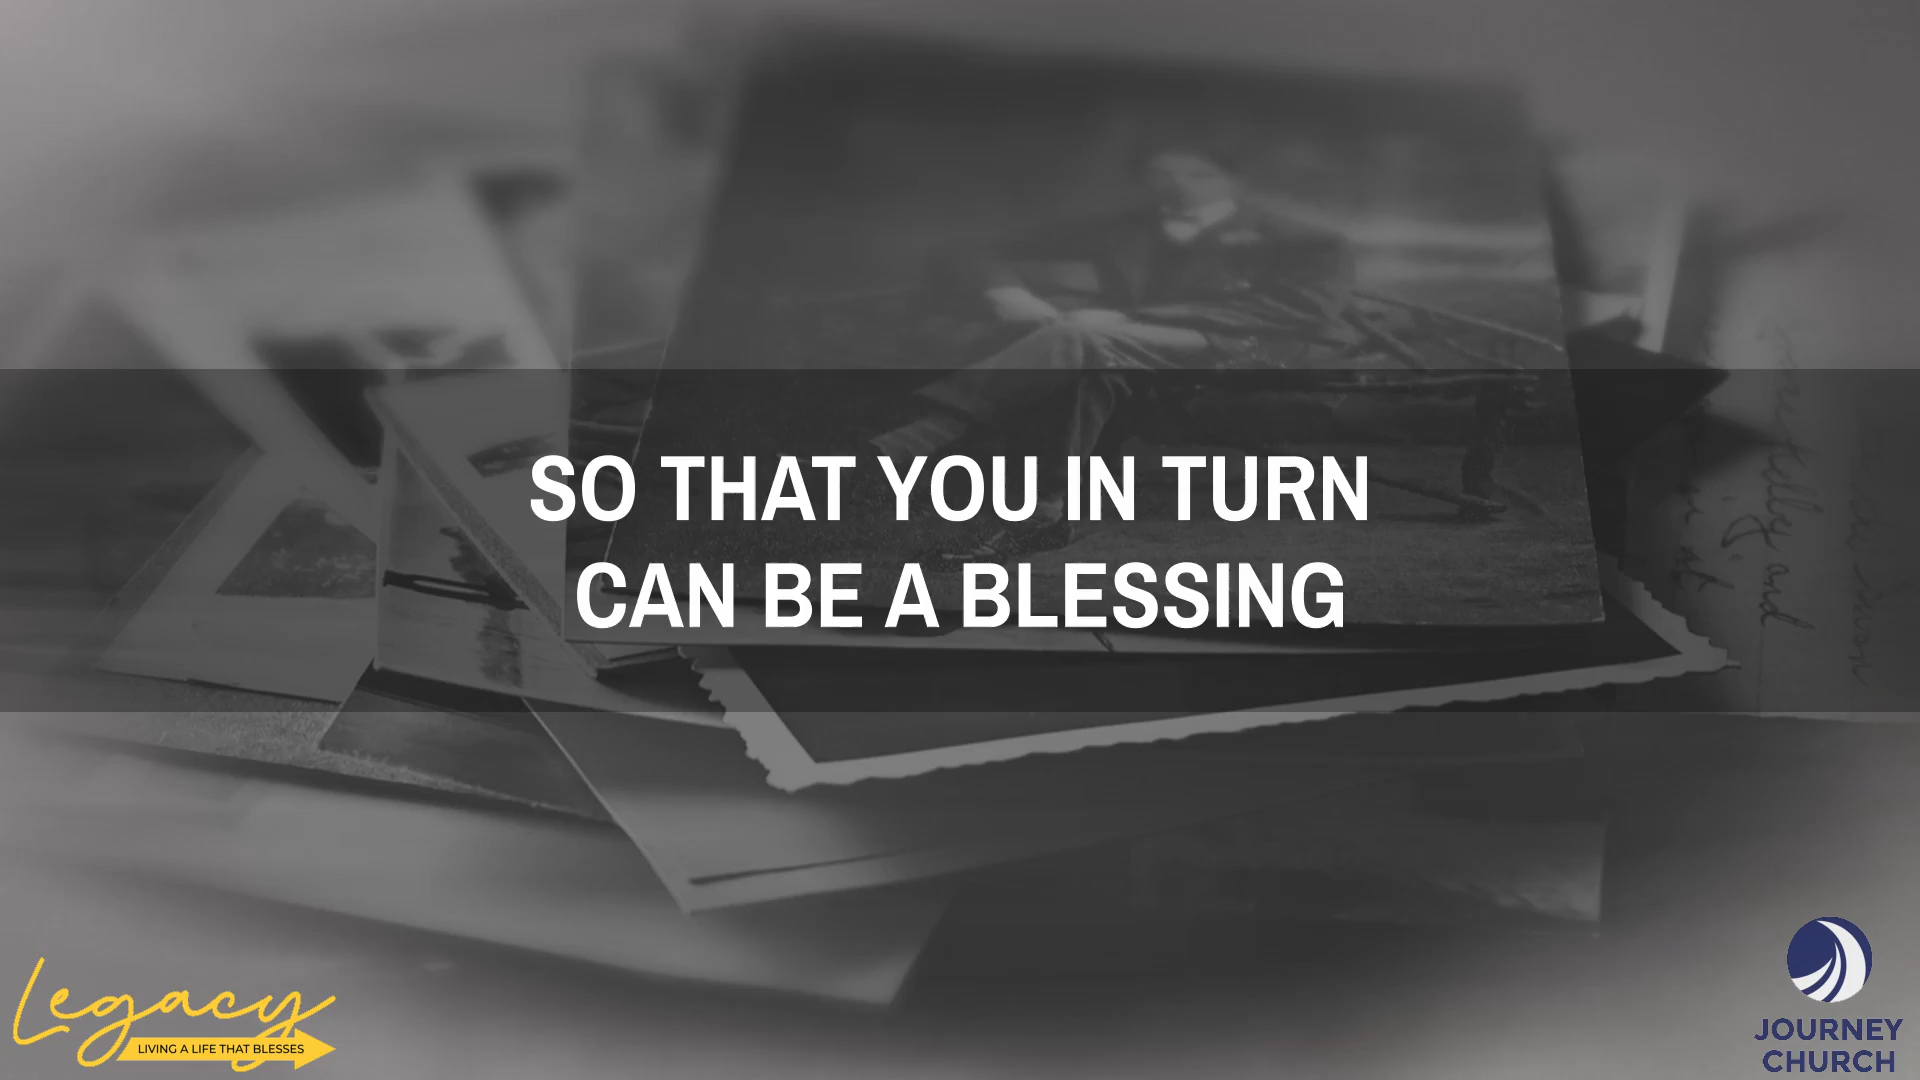 SO THAT YOU IN TURN
CAN BE A BLESSING
Legacy
LIVING A LIFE THAT BLESSES
JOURNEY
CHURCH